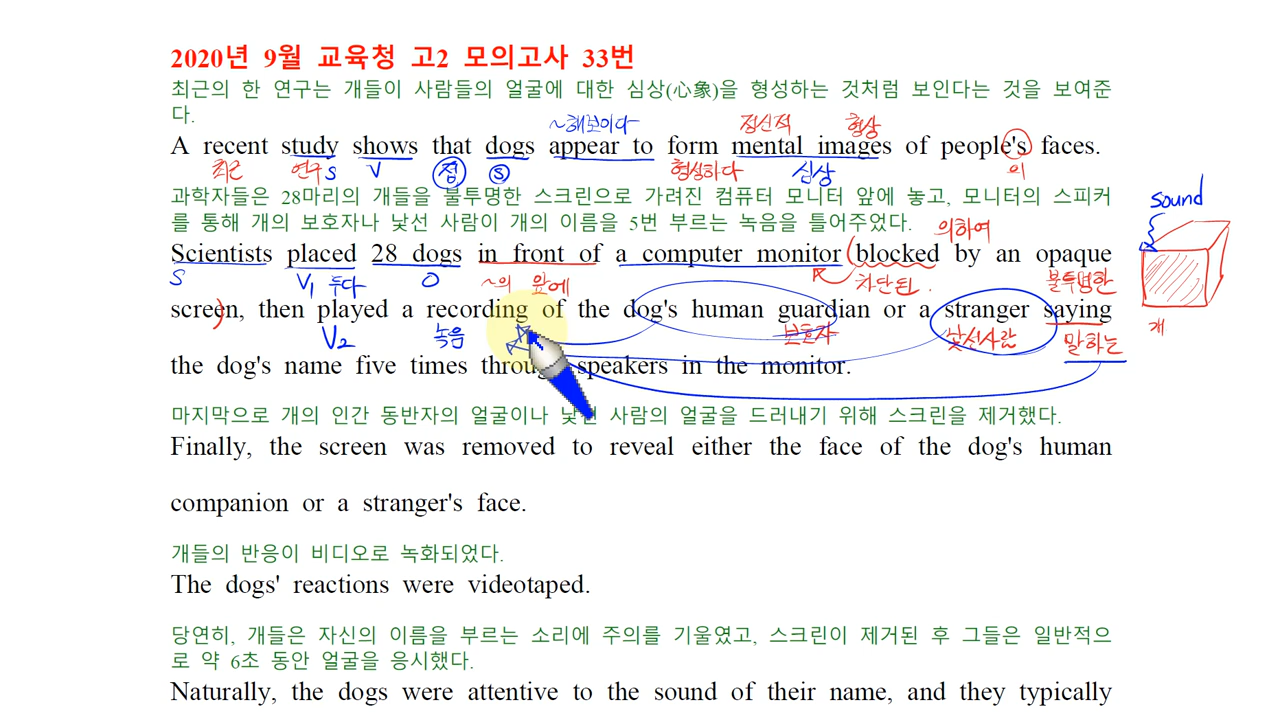 2020년 9월 교육청 고2 모의고사 33번
최근의 한 연구는 개들이 사람들의 얼굴에 대한 심상(心象)을 형성하는 것처럼 보인다는 것을 보여준
다.
~해보이다 정신적 형상
A recent study shows that dogs appear to form mental images of people's faces.
최근 연구 S V 접 S 형성하다 심상 의
과학자들은 28마리의 개들을 불투명한 스크린으로 가려진 컴퓨터 모니터 앞에 놓고, 모니터의 스피커
를 통해 개의 보호자나 낯선 사람이 개의 이름을 5번 부르는 녹음을 틀어주었다.
sound
의하여
Scientists placed 28 dogs in front of a computer monitor (blocked by an opaque
S V1 두다 O ~의 앞에 차단된 불투명한
screen), then played a recording of the dog's human guardian or a stranger saying
V2 녹음 보호자 낯선사람 말하는
the dog's name five times through speakers in the monitor.
마지막으로 개의 인간 동반자의 얼굴이나 낯선 사람의 얼굴을 드러내기 위해 스크린을 제거했다.
Finally, the screen was removed to reveal either the face of the dog's human
companion or a stranger's face.
개들의 반응이 비디오로 녹화되었다.
The dogs' reactions were videotaped.
당연히, 개들은 자신의 이름을 부르는 소리에 주의를 기울였고, 스크린이 제거된 후 그들은 일반적으
로 약 6초 동안 얼굴을 응시했다.
Naturally, the dogs were attentive to the sound of their name, and they typically